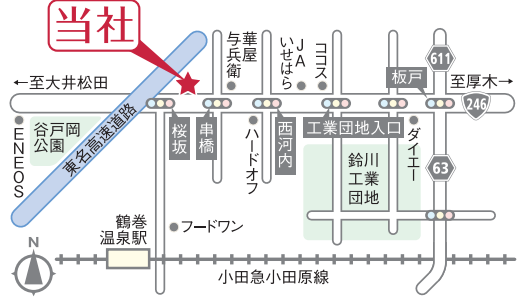 当社
華屋
与兵衛
JA
いせはら
ココス
611
←至大井松田
板戸
至厚木→
246
谷戸岡
公園
ENEOS
東名高速道路
桜坂
串橋
ハードオフ
西河内
工業団地入口
ダイエー
鈴川
工業
団地
63
鶴巻
温泉駅
フードワン
N
小田急小田原線